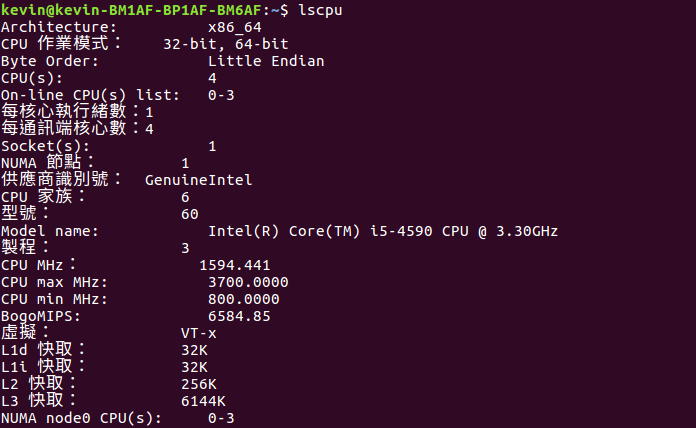 kevin@kevin-BM1AF-BP1AF-BM6AF:~$ lscpu
Architecture:          x86_64
CPU 作業模式：    32-bit, 64-bit
Byte Order:            Little Endian
CPU(s):                4
On-line CPU(s) list:   0-3
每核心執行緒數：1
每通訊端核心數：4
Socket(s):             1
NUMA 節點：         1
供應商識別號：  GenuineIntel
CPU 家族：          6
型號：              60
Model name:            Intel(R) Core(TM) i5-4590 CPU @ 3.30GHz
製程：              3
CPU MHz：             1594.441
CPU max MHz:           3700.0000
CPU min MHz:           800.0000
BogoMIPS:              6584.85
虛擬：              VT-x
L1d 快取：          32K
L1i 快取：          32K
L2 快取：           256K
L3 快取：           6144K
NUMA node0 CPU(s):     0-3